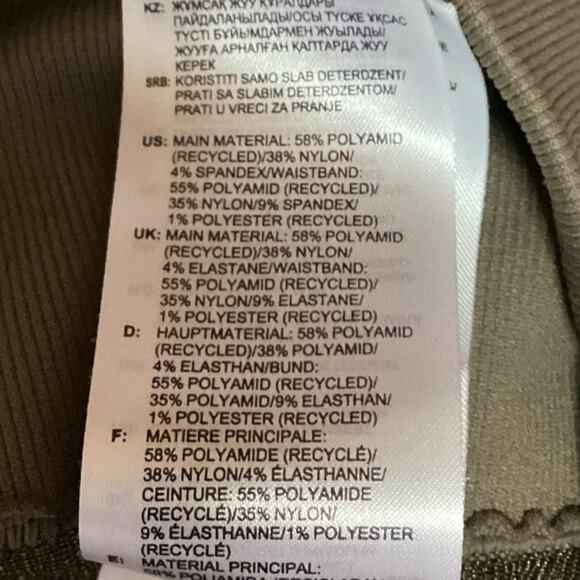 KZ: ЖҰМСАҚ ЖУУ ҚҰРАЛДАРЫ
ПАЙДАЛАНЫЛАДЫ/ОСЫ ТҮСКЕ ҰҚСАС
ТҮСТІ БҰЙЫМДАРМЕН ЖУЫЛАДЫ/
ЖУУҒА АРНАЛҒАН ҚАПТАРДА ЖУУ
КЕРЕК
SRB: KORISTITI SAMO SLAB DETERDZENT/
PRATI SA SLABIM DETERDZENTOM/
PRATI U VRECI ZA PRANJE
US: MAIN MATERIAL: 58% POLYAMID
(RECYCLED)/38% NYLON/
4% SPANDEX/WAISTBAND:
55% POLYAMID (RECYCLED)/
35% NYLON/9% SPANDEX/
1% POLYESTER (RECYCLED)
UK: MAIN MATERIAL: 58% POLYAMID
(RECYCLED)/38% NYLON/
4% ELASTANE/WAISTBAND:
55% POLYAMID (RECYCLED)/
35% NYLON/9% ELASTANE/
1% POLYESTER (RECYCLED)
D: HAUPTMATERIAL: 58% POLYAMID
(RECYCLED)/38% POLYAMID/
4% ELASTHAN/BUND:
55% POLYAMID (RECYCLED)/
35% POLYAMID/9% ELASTHAN/
1% POLYESTER (RECYCLED)
F: MATIERE PRINCIPALE:
58% POLYAMIDE (RECYCLÉ)/
38% NYLON/4% ÉLASTHANNE/
CEINTURE: 55% POLYAMIDE
(RECYCLÉ)/35% NYLON/
9% ÉLASTHANNE/1% POLYESTER
(RECYCLÉ)
E: MATERIAL PRINCIPAL:
58% POLIAMIDA